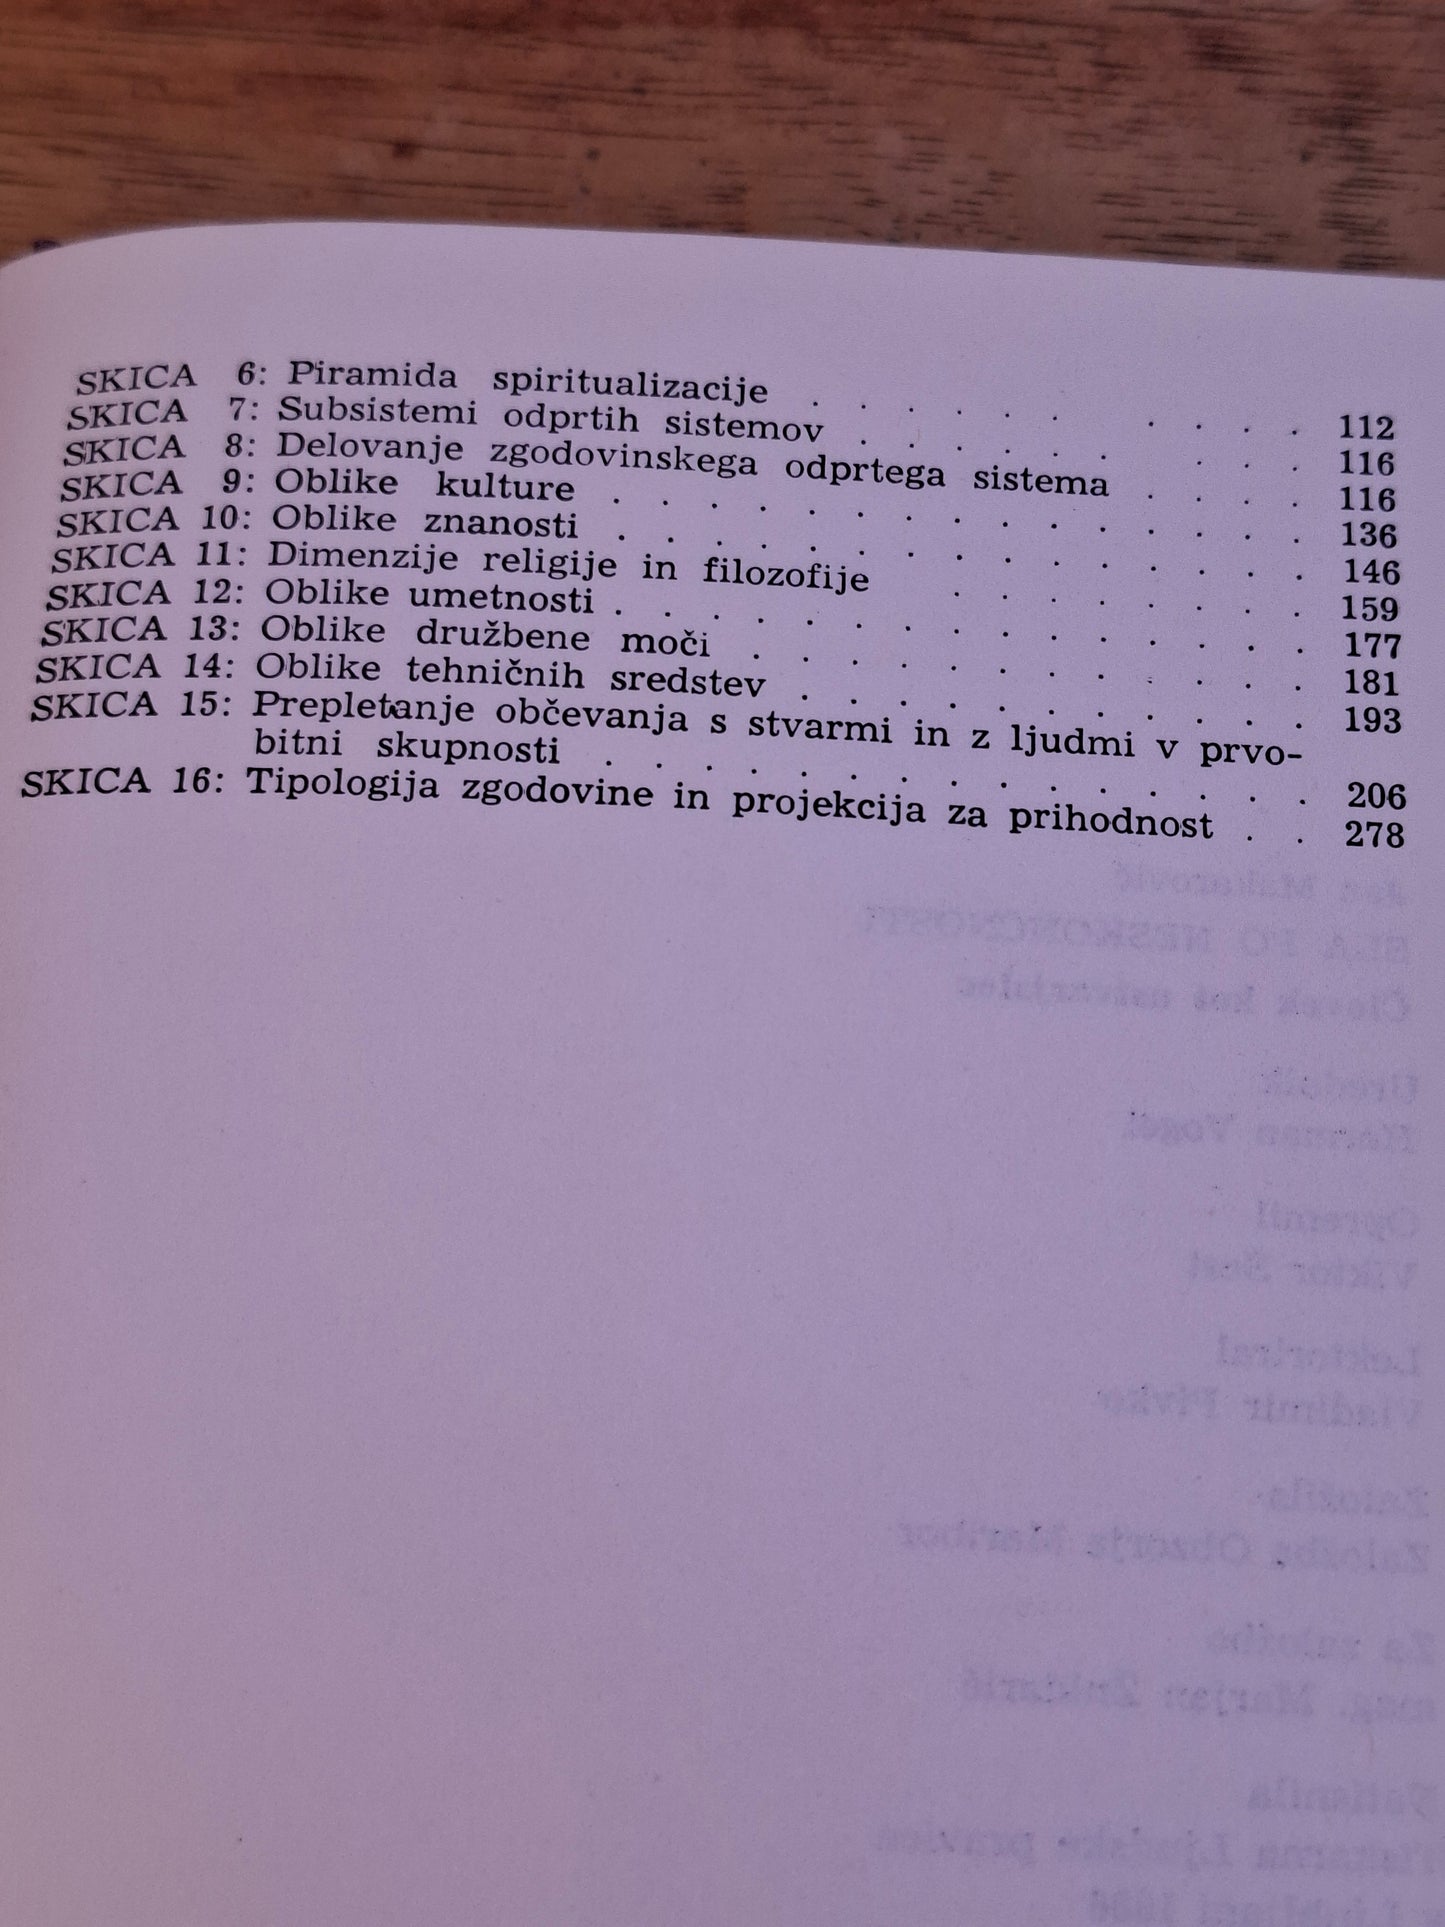 SKICA 6: Piramida spiritualizacije . . . . . . . . . . 112
SKICA 7: Subsistemi odprtih sistemov . . . . . . . . . 116
SKICA 8: Delovanje zgodovinskega odprtega sistema . . . . 116
SKICA 9: Oblike kulture . . . . . . . . . . . . . . . 136
SKICA 10: Oblike znanosti . . . . . . . . . . . . . . . 146
SKICA 11: Dimenzije religije in filozofije . . . . . . . . 159
SKICA 12: Oblike umetnosti . . . . . . . . . . . . . . . 177
SKICA 13: Oblike družbene moči . . . . . . . . . . . . 181
SKICA 14: Oblike tehničnih sredstev . . . . . . . . . . . 193
SKICA 15: Prepletanje občevanja s stvarmi in z ljudmi v prvo-
bitni skupnosti . . . . . . . . . . . . . . . 206
SKICA 16: Tipologija zgodovine in projekcija za prihodnost . . 278